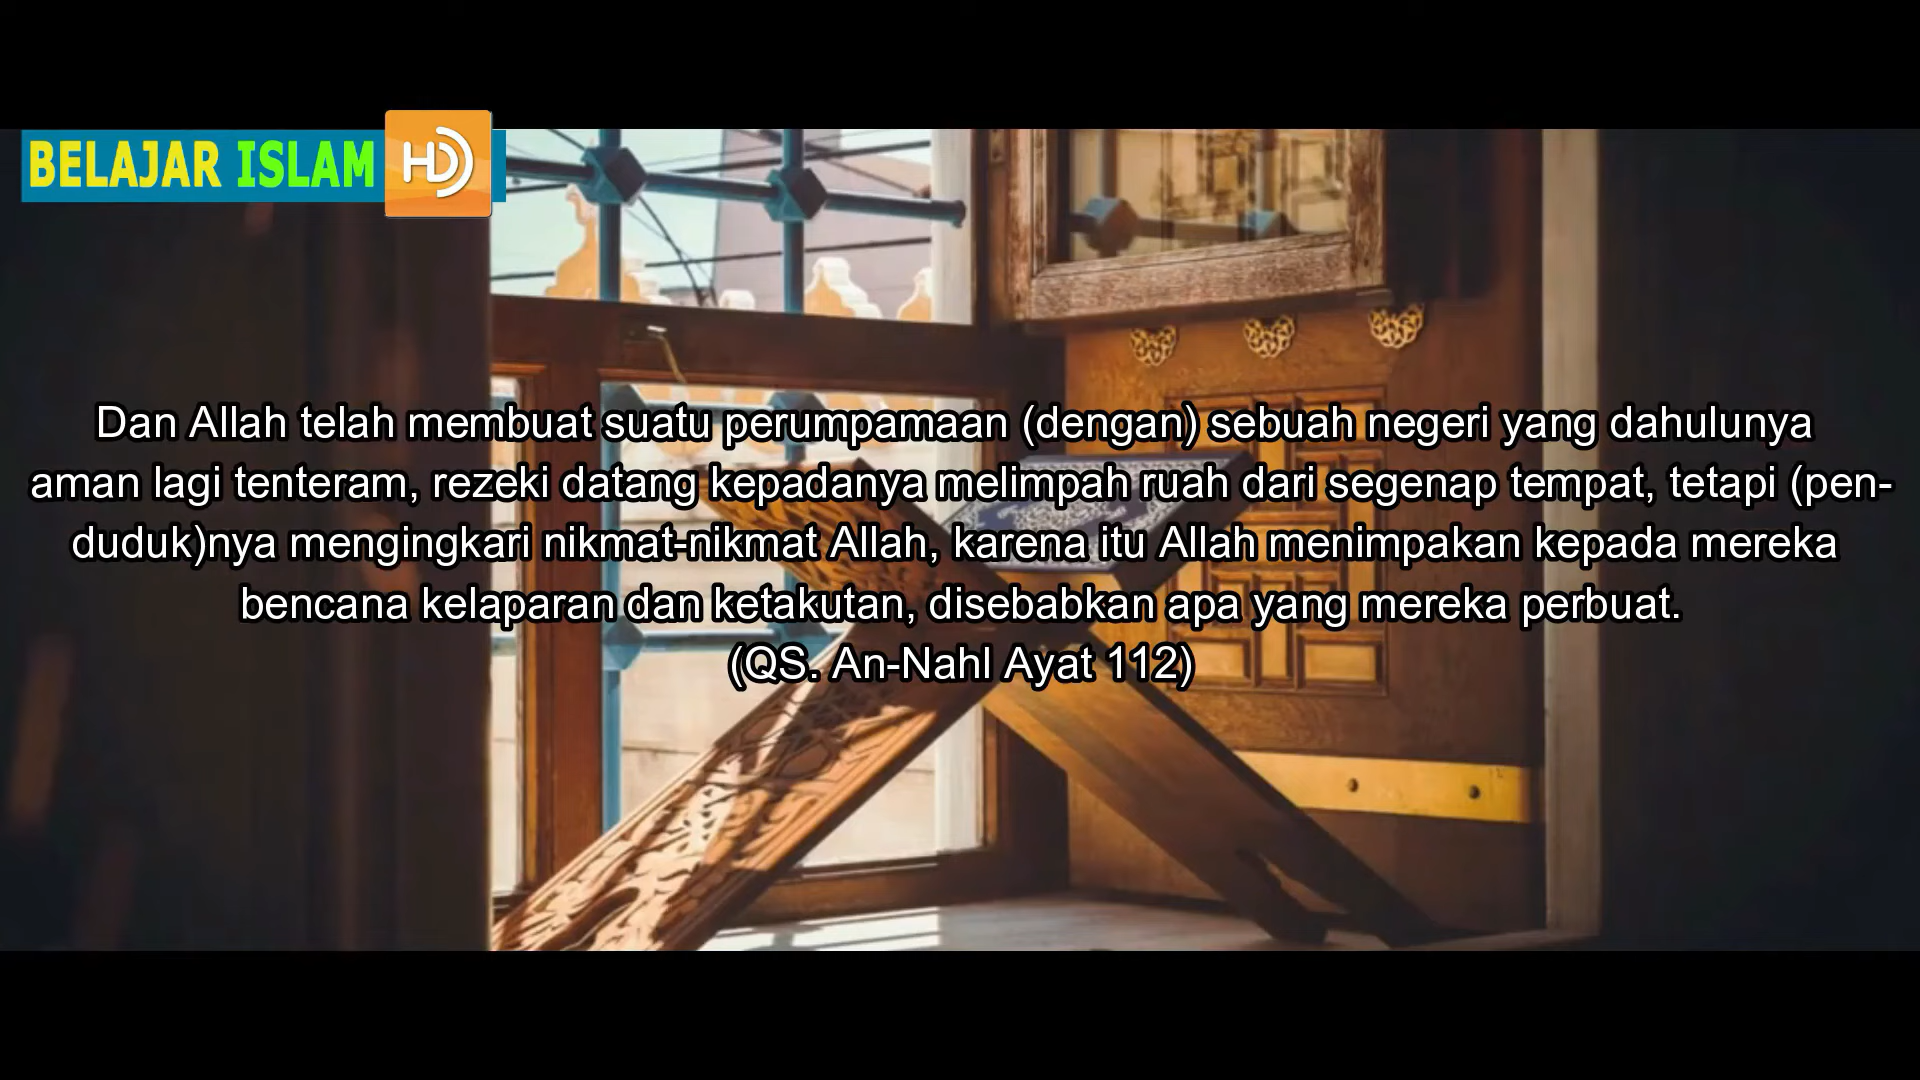 BELAJAR ISLAM HD
Dan Allah telah membuat suatu perumpamaan (dengan) sebuah negeri yang dahulunya
aman lagi tenteram, rezeki datang kepadanya melimpah ruah dari segenap tempat, tetapi (pen-
duduk)nya mengingkari nikmat-nikmat Allah, karena itu Allah menimpakan kepada mereka
bencana kelaparan dan ketakutan, disebabkan apa yang mereka perbuat.
(QS. An-Nahl Ayat 112)